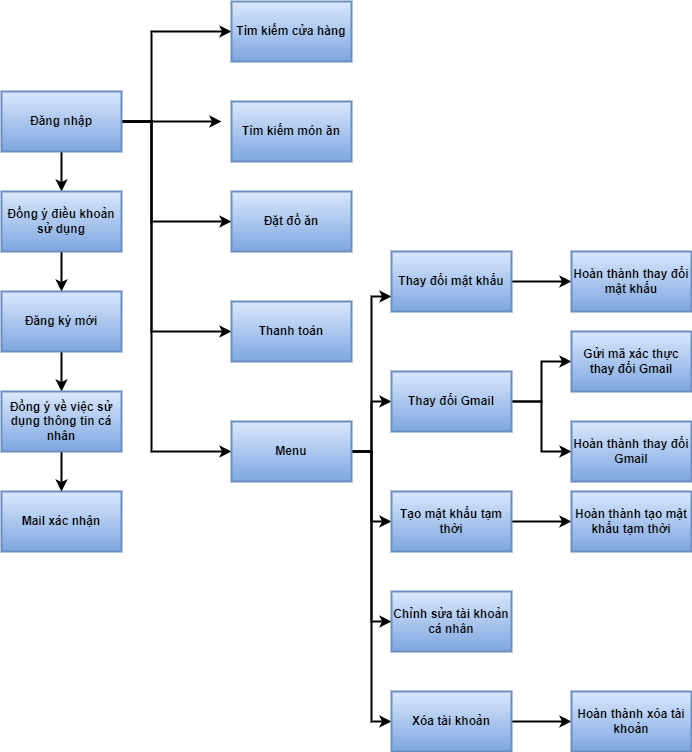 Tìm kiếm cửa hàng
Đăng nhập
Tìm kiếm món ăn
Đồng ý điều khoản
sử dụng
Đặt đồ ăn
Thay đổi mật khẩu
Hoàn thành thay đổi
mật khẩu
Đăng ký mới
Thanh toán
Gửi mã xác thực
thay đổi Gmail
Thay đổi Gmail
Đồng ý về việc sử
dụng thông tin cá
nhân
Menu
Hoàn thành thay đổi
Gmail
Mail xác nhận
Tạo mật khẩu tạm
thời
Hoàn thành tạo mật
khẩu tạm thời
Chỉnh sửa tài khoản
cá nhân
Xóa tài khoản
Hoàn thành xóa tài
khoản